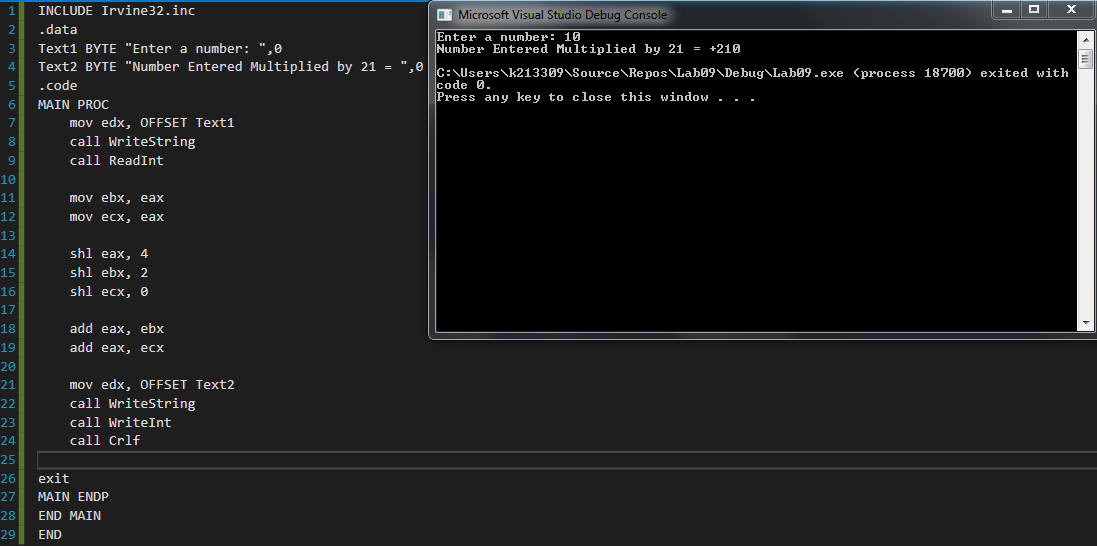 1 INCLUDE Irvine32.inc
2 .data
3 Text1 BYTE "Enter a number: ",0
4 Text2 BYTE "Number Entered Multiplied by 21 = ",0
5 .code
6 MAIN PROC
7 mov edx, OFFSET Text1
8 call WriteString
9 call ReadInt
10
11 mov ebx, eax
12 mov ecx, eax
13
14 shl eax, 4
15 shl ebx, 2
16 shl ecx, 0
17
18 add eax, ebx
19 add eax, ecx
20
21 mov edx, OFFSET Text2
22 call WriteString
23 call WriteInt
24 call Crlf
25
26 exit
27 MAIN ENDP
28 END MAIN
29 END
Microsoft Visual Studio Debug Console
Enter a number: 10
Number Entered Multiplied by 21 = +210
C:\Users\k213309\Source\Repos\Lab09\Debug\Lab09.exe (process 18700) exited with
code 0.
Press any key to close this window . . .